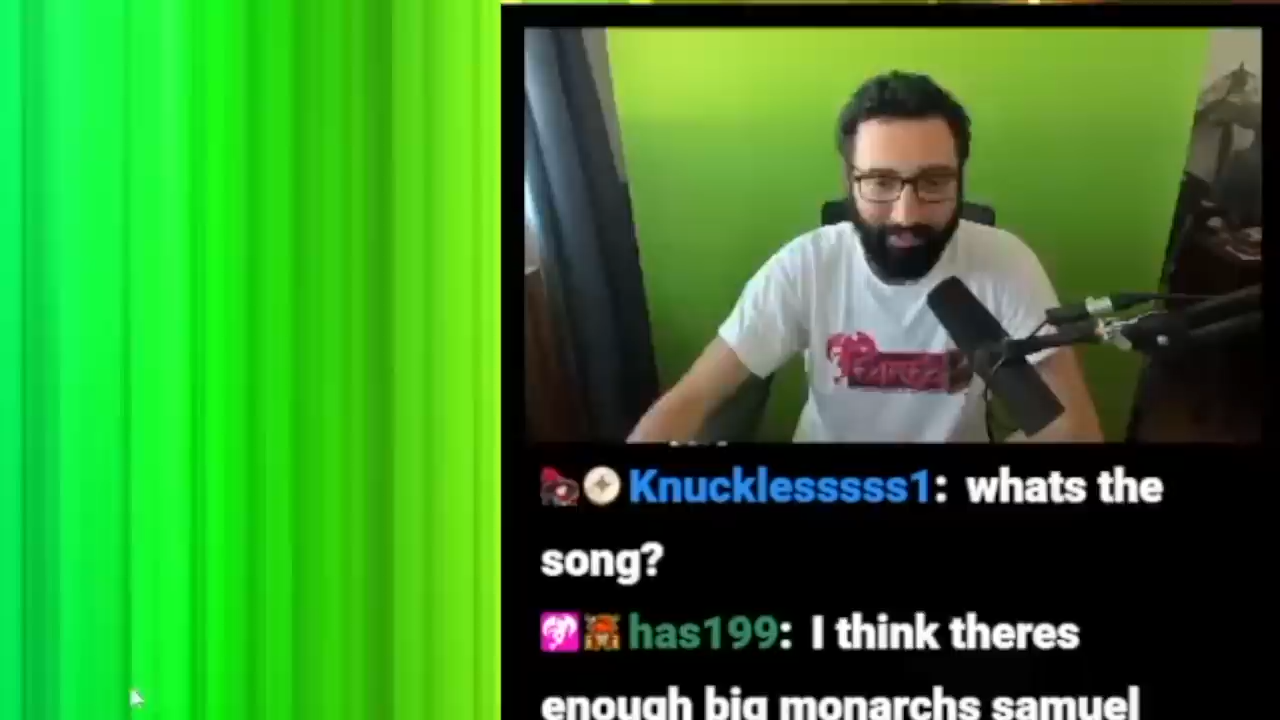 Knucklesssss1: whats the
song?
has199: I think theres
enough big monarchs samuel